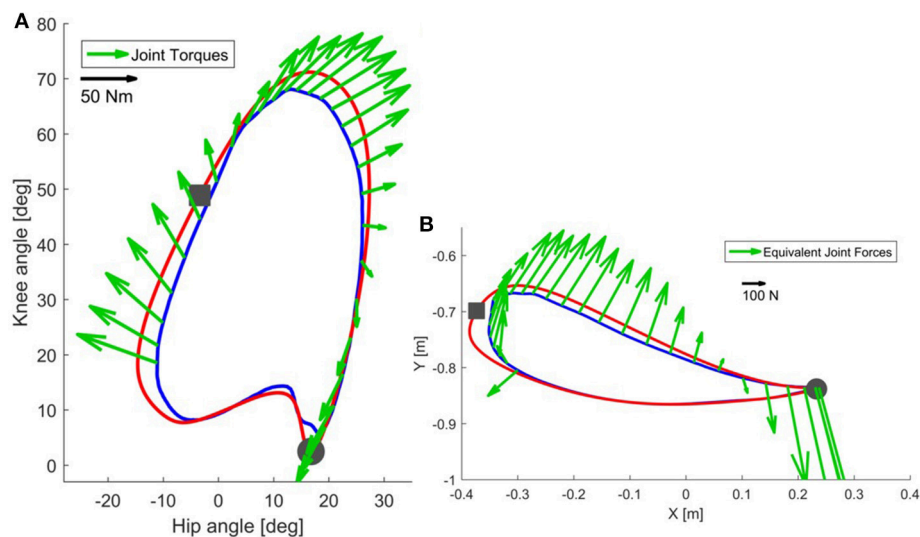 A
80
70
60
50
40
30
20
10
0
Knee angle [deg]
Joint Torques
50 Nm
-20
-10
0
10
20
30
Hip angle [deg]
B
-0.6
-0.7
-0.8
-0.9
-1
Y [m]
Equivalent Joint Forces
100 N
-0.4
-0.3
-0.2
-0.1
0
0.1
0.2
0.3
0.4
X [m]